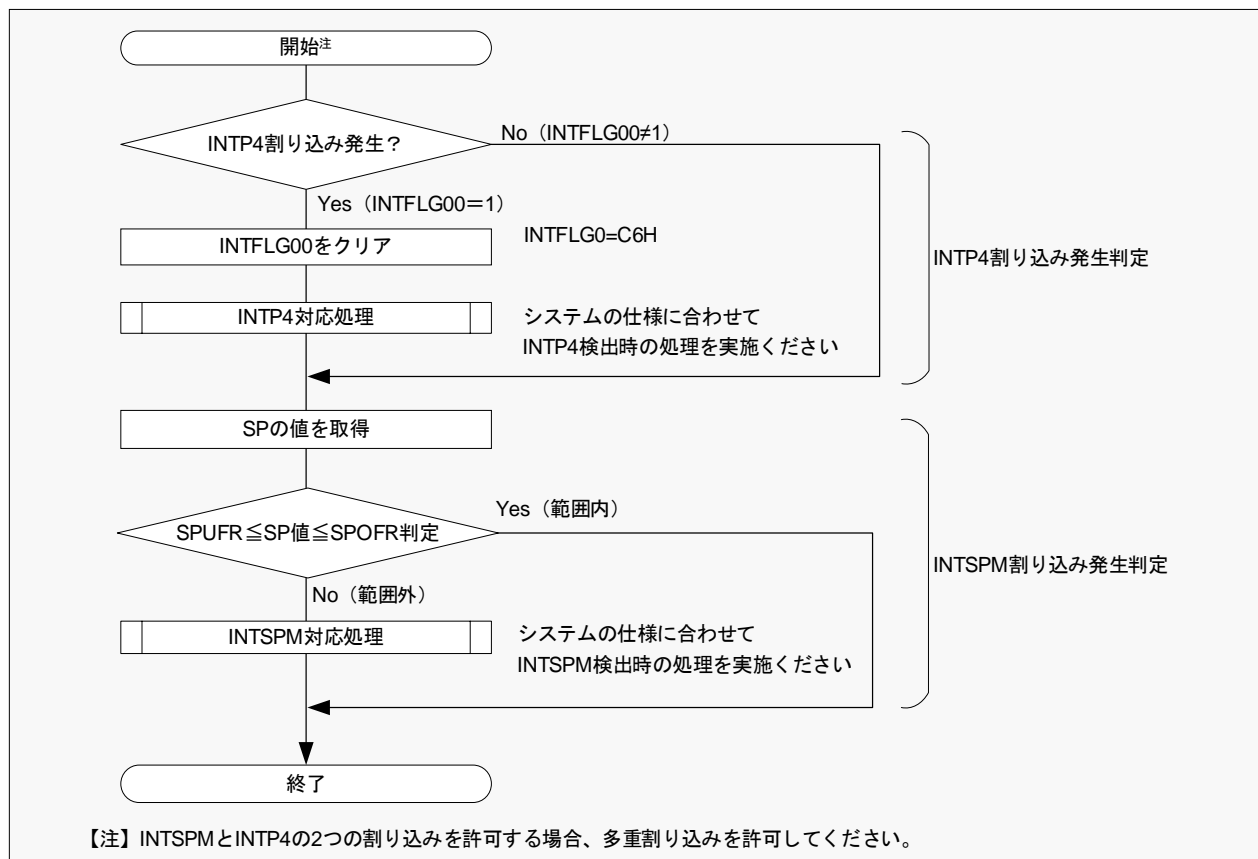 開始注
INTP4割り込み発生？
No（INTFLG00≠1）
Yes（INTFLG00＝1）
INTFLG00をクリア
INTFLG0=C6H
INTP4割り込み発生判定
INTP4対応処理
システムの仕様に合わせて
INTP4検出時の処理を実施ください
SPの値を取得
SPUFR≦SP値≦SPOFR判定
Yes（範囲内）
No（範囲外）
INTSPM割り込み発生判定
INTSPM対応処理
システムの仕様に合わせて
INTSPM検出時の処理を実施ください
終了
【注】INTSPMとINTP4の2つの割り込みを許可する場合、多重割り込みを許可してください。